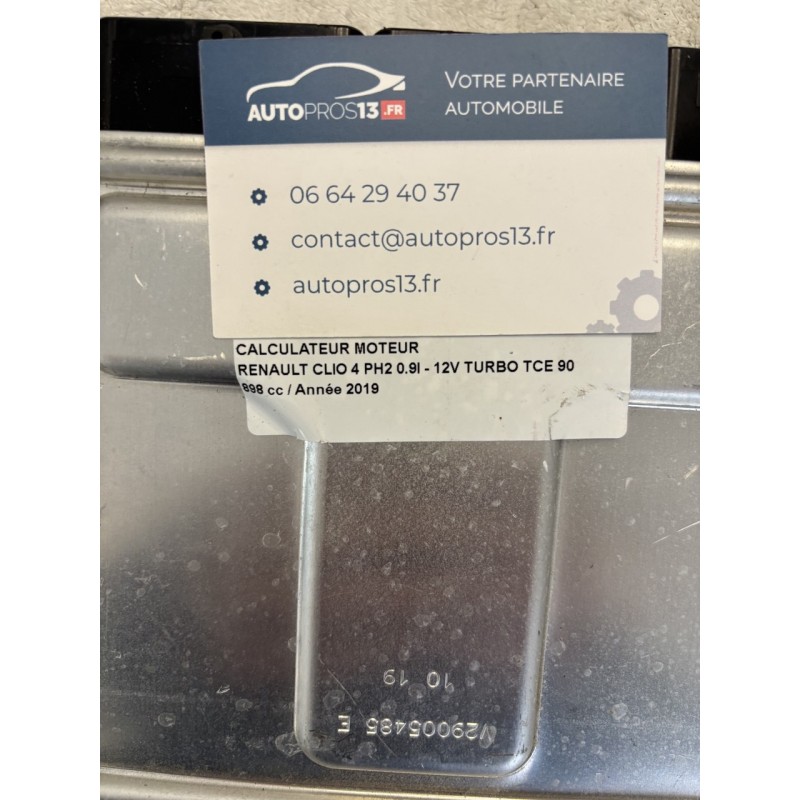 AUTOPROS13.FR
VOTRE PARTENAIRE
AUTOMOBILE
06 64 29 40 37
contact@autopros13.fr
autopros13.fr
CALCULATEUR MOTEUR
RENAULT CLIO 4 PH2 0.9I - 12V TURBO TCE 90
898 cc / Année 2019
10 19
V29005485 E